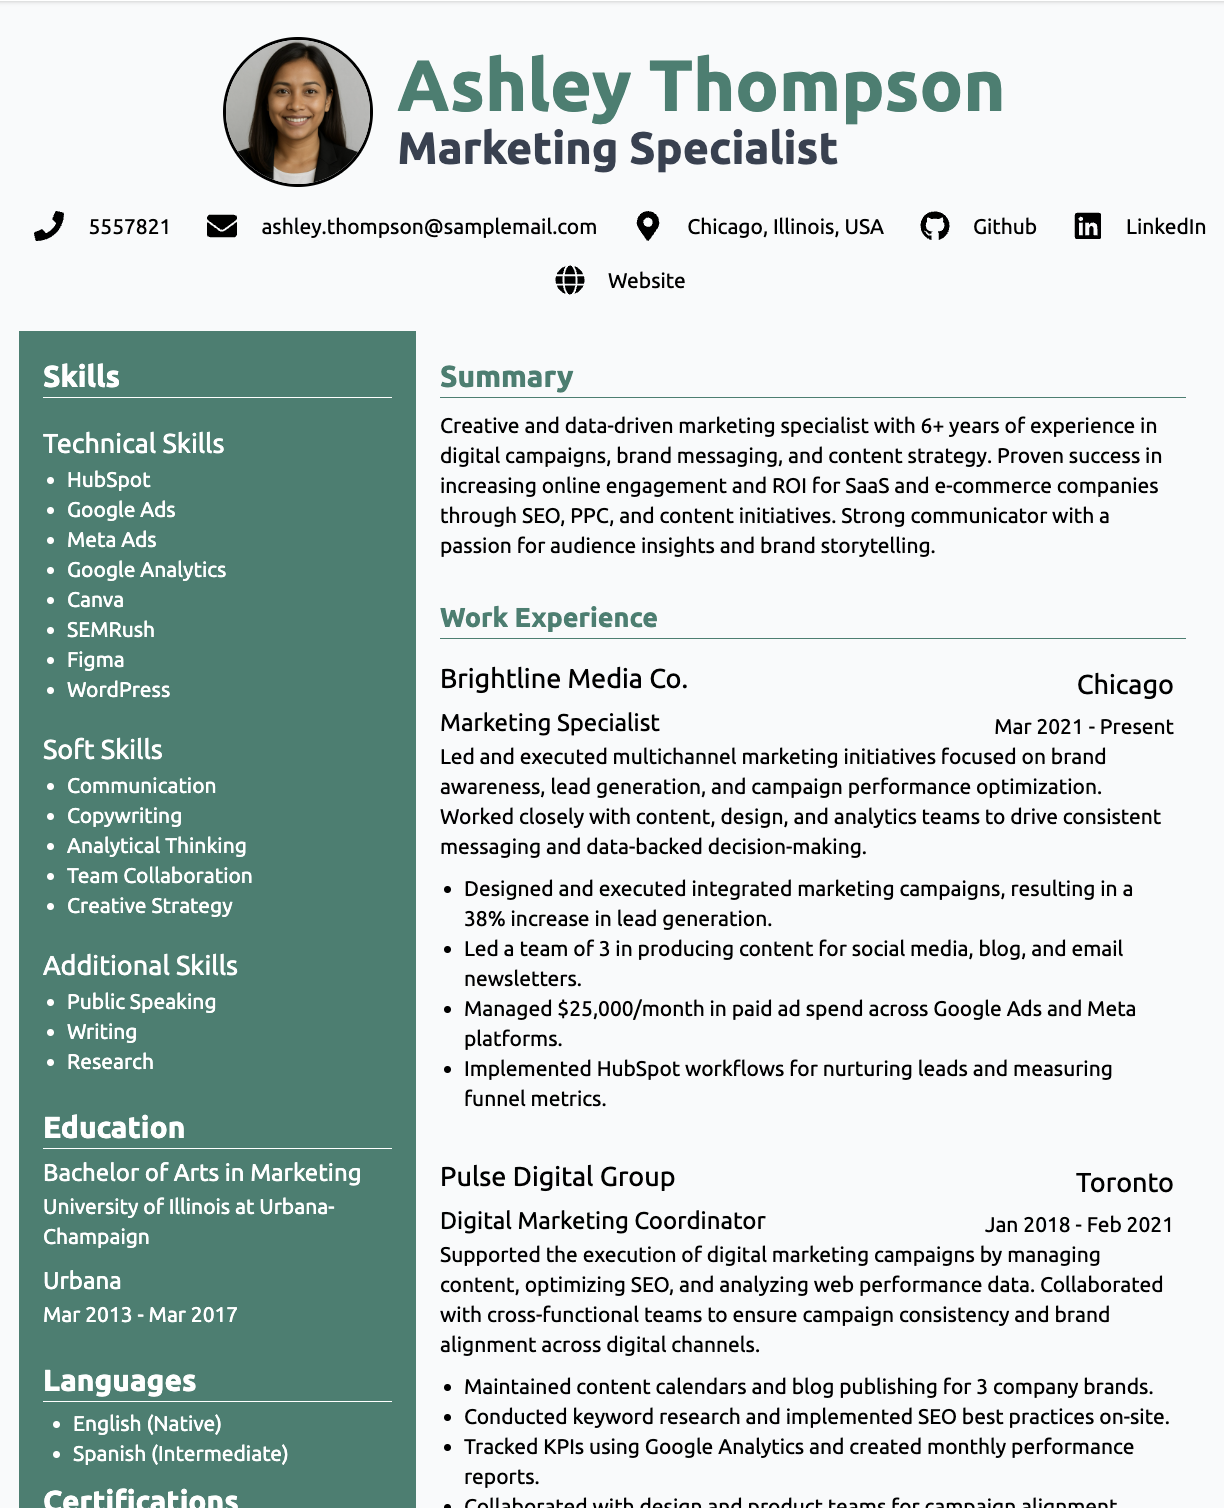 Ashley Thompson
Marketing Specialist
5557821 ashley.thompson@samplemail.com Chicago, Illinois, USA Github LinkedIn
Website
Skills
Technical Skills
HubSpot
Google Ads
Meta Ads
Google Analytics
Canva
SEMRush
Figma
WordPress
Soft Skills
Communication
Copywriting
Analytical Thinking
Team Collaboration
Creative Strategy
Additional Skills
Public Speaking
Writing
Research
Education
Bachelor of Arts in Marketing
University of Illinois at Urbana-
Champaign
Urbana
Mar 2013 - Mar 2017
Languages
English (Native)
Spanish (Intermediate)
Certifications
Summary
Creative and data-driven marketing specialist with 6+ years of experience in
digital campaigns, brand messaging, and content strategy. Proven success in
increasing online engagement and ROI for SaaS and e-commerce companies
through SEO, PPC, and content initiatives. Strong communicator with a
passion for audience insights and brand storytelling.
Work Experience
Brightline Media Co. Chicago
Marketing Specialist Mar 2021 - Present
Led and executed multichannel marketing initiatives focused on brand
awareness, lead generation, and campaign performance optimization.
Worked closely with content, design, and analytics teams to drive consistent
messaging and data-backed decision-making.
Designed and executed integrated marketing campaigns, resulting in a
38% increase in lead generation.
Led a team of 3 in producing content for social media, blog, and email
newsletters.
Managed $25,000/month in paid ad spend across Google Ads and Meta
platforms.
Implemented HubSpot workflows for nurturing leads and measuring
funnel metrics.
Pulse Digital Group Toronto
Digital Marketing Coordinator Jan 2018 - Feb 2021
Supported the execution of digital marketing campaigns by managing
content, optimizing SEO, and analyzing web performance data. Collaborated
with cross-functional teams to ensure campaign consistency and brand
alignment across digital channels.
Maintained content calendars and blog publishing for 3 company brands.
Conducted keyword research and implemented SEO best practices on-site.
Tracked KPIs using Google Analytics and created monthly performance
reports.
Collaborated with design and product teams for campaign alignment